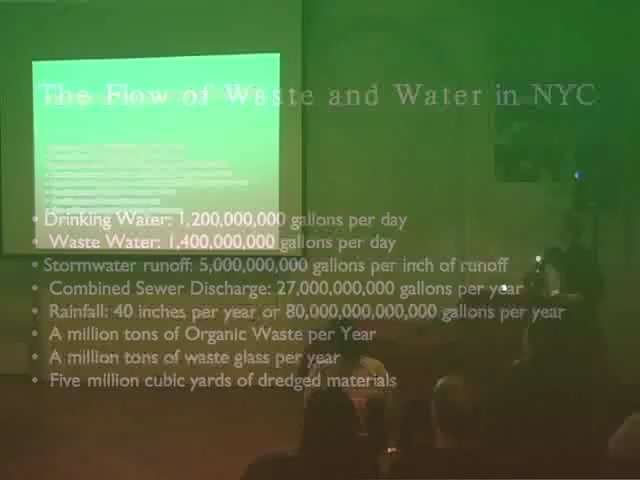 The Flow of Waste and Water in NYC
• Drinking Water: 1,200,000,000 gallons per day
• Waste Water: 1,400,000,000 gallons per day
• Stormwater runoff: 5,000,000,000 gallons per inch of runoff
• Combined Sewer Discharge: 27,000,000,000 gallons per year
• Rainfall: 40 inches per year or 80,000,000,000,000 gallons per year
• A million tons of Organic Waste per Year
• A million tons of waste glass per year
• Five million cubic yards of dredged materials